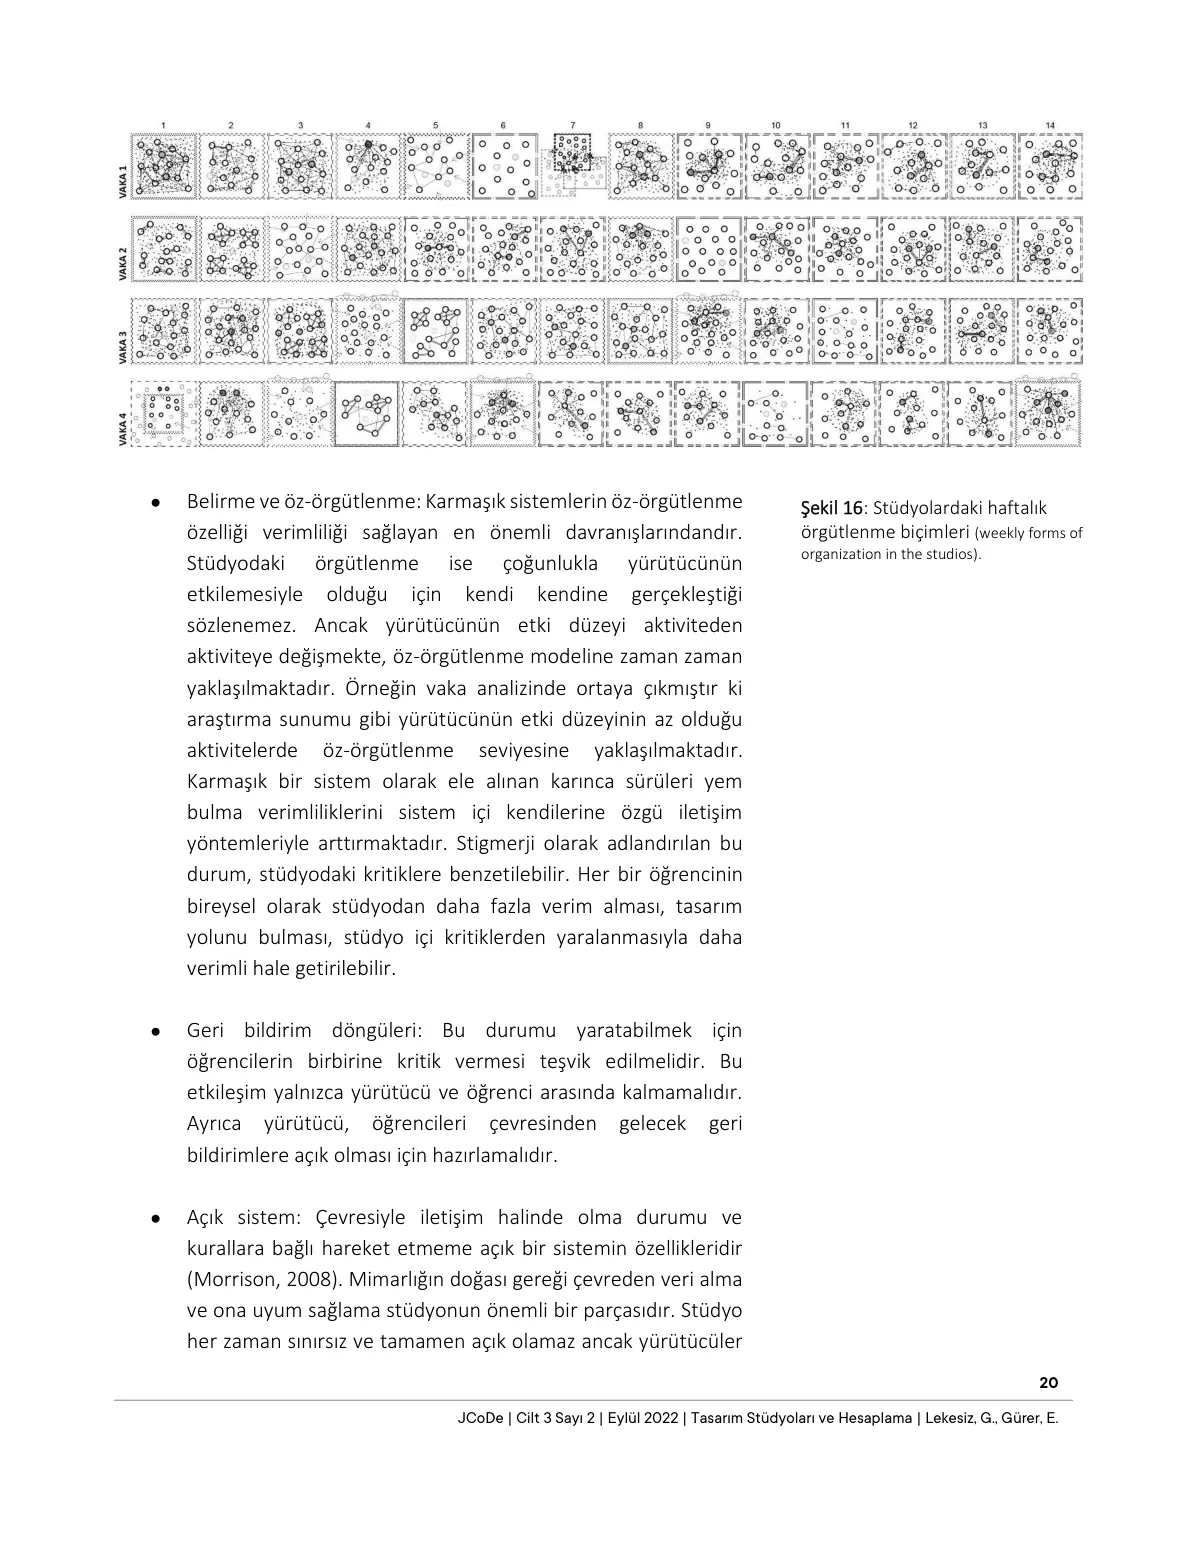 1 2 3 4 5 6 7 8 9 10 11 12 13 14
VAKA 1
VAKA 2
VAKA 3
VAKA 4
● Belirme ve öz-örgütlenme: Karmaşık sistemlerin öz-örgütlenme
özelliği verimliliği sağlayan en önemli davranışlarındandır.
Stüdyodaki örgütlenme ise çoğunlukla yürütücünün
etkilemesiyle olduğu için kendi kendine gerçekleştiği
sözlenemez. Ancak yürütücünün etki düzeyi aktiviteden
aktiviteye değişmekte, öz-örgütlenme modeline zaman zaman
yaklaşılmaktadır. Örneğin vaka analizinde ortaya çıkmıştır ki
araştırma sunumu gibi yürütücünün etki düzeyinin az olduğu
aktivitelerde öz-örgütlenme seviyesine yaklaşılmaktadır.
Karmaşık bir sistem olarak ele alınan karınca sürüleri yem
bulma verimliliklerini sistem içi kendilerine özgü iletişim
yöntemleriyle arttırmaktadır. Stigmerji olarak adlandırılan bu
durum, stüdyodaki kritiklere benzetilebilir. Her bir öğrencinin
bireysel olarak stüdyodan daha fazla verim alması, tasarım
yolunu bulması, stüdyo içi kritiklerden yaralanmasıyla daha
verimli hale getirilebilir.
● Geri bildirim döngüleri: Bu durumu yaratabilmek için
öğrencilerin birbirine kritik vermesi teşvik edilmelidir. Bu
etkileşim yalnızca yürütücü ve öğrenci arasında kalmamalıdır.
Ayrıca yürütücü, öğrencileri çevresinden gelecek geri
bildirimlere açık olması için hazırlamalıdır.
● Açık sistem: Çevresiyle iletişim halinde olma durumu ve
kurallara bağlı hareket etmeme açık bir sistemin özellikleridir
(Morrison, 2008). Mimarlığın doğası gereği çevreden veri alma
ve ona uyum sağlama stüdyonun önemli bir parçasıdır. Stüdyo
her zaman sınırsız ve tamamen açık olamaz ancak yürütücüler
Şekil 16: Stüdyolardaki haftalık
örgütlenme biçimleri (weekly forms of
organization in the studios).
20
JCoDe | Cilt 3 Sayı 2 | Eylül 2022 | Tasarım Stüdyoları ve Hesaplama | Lekesiz, G., Gürer, E.